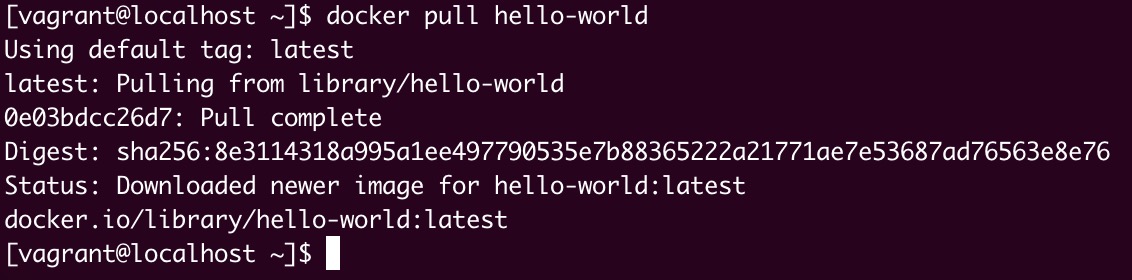 [vagrant@localhost ~]$ docker pull hello-world
Using default tag: latest
latest: Pulling from library/hello-world
0e03bdcc26d7: Pull complete
Digest: sha256:8e3114318a995a1ee497790535e7b88365222a21771ae7e53687ad76563e8e76
Status: Downloaded newer image for hello-world:latest
docker.io/library/hello-world:latest
[vagrant@localhost ~]$